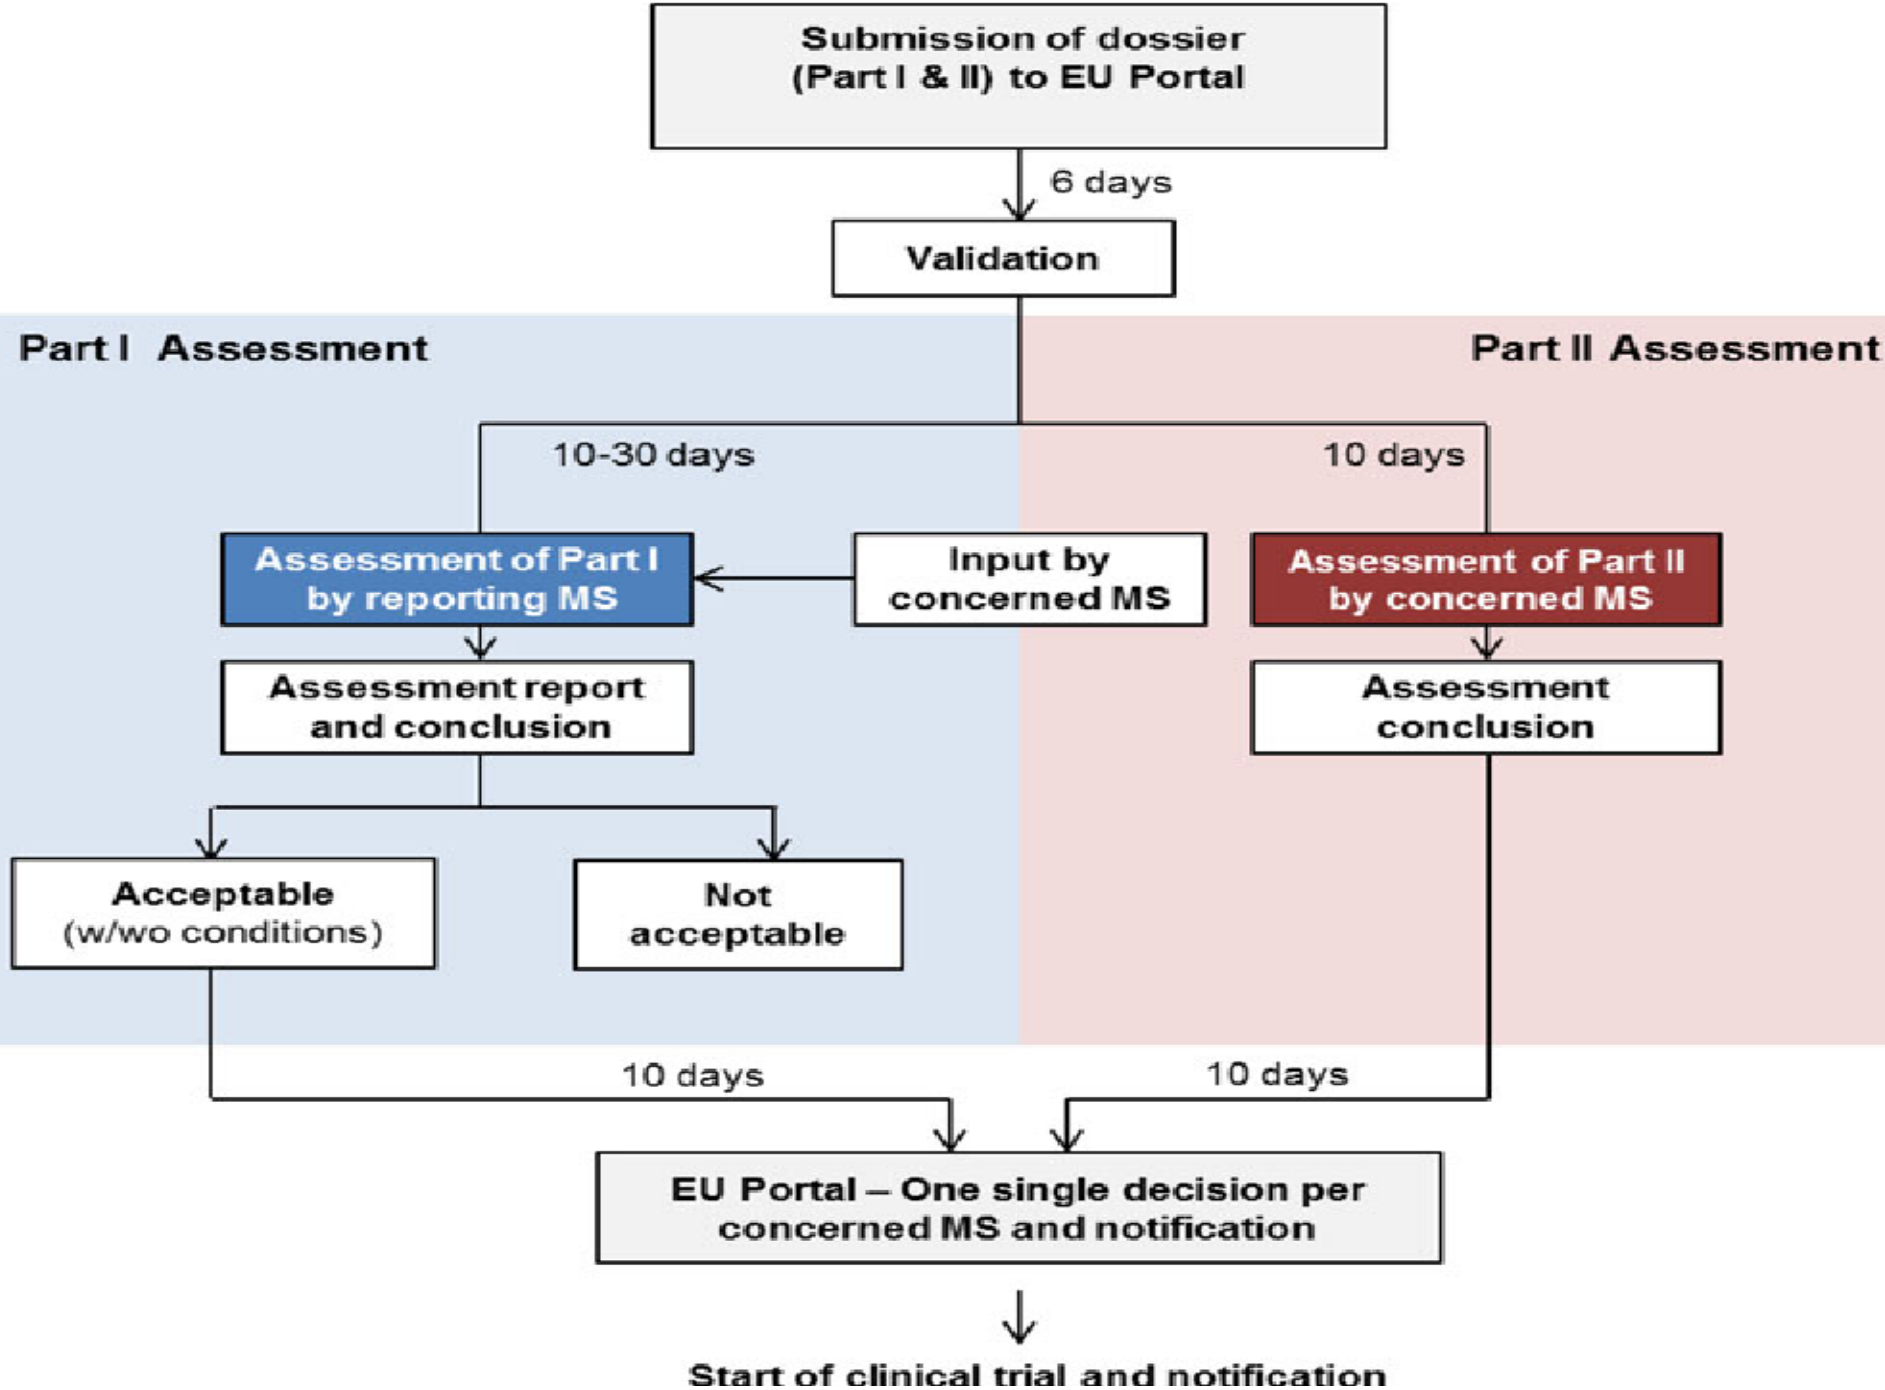 Submission of dossier
(Part I & II) to EU Portal
6 days
Validation
Part I Assessment
Part II Assessment
10-30 days
10 days
Assessment of Part I
by reporting MS
Input by
concerned MS
Assessment of Part II
by concerned MS
Assessment report
and conclusion
Assessment
conclusion
Acceptable
(w/wo conditions)
Not
acceptable
10 days
10 days
EU Portal – One single decision per
concerned MS and notification
Start of clinical trial and notification